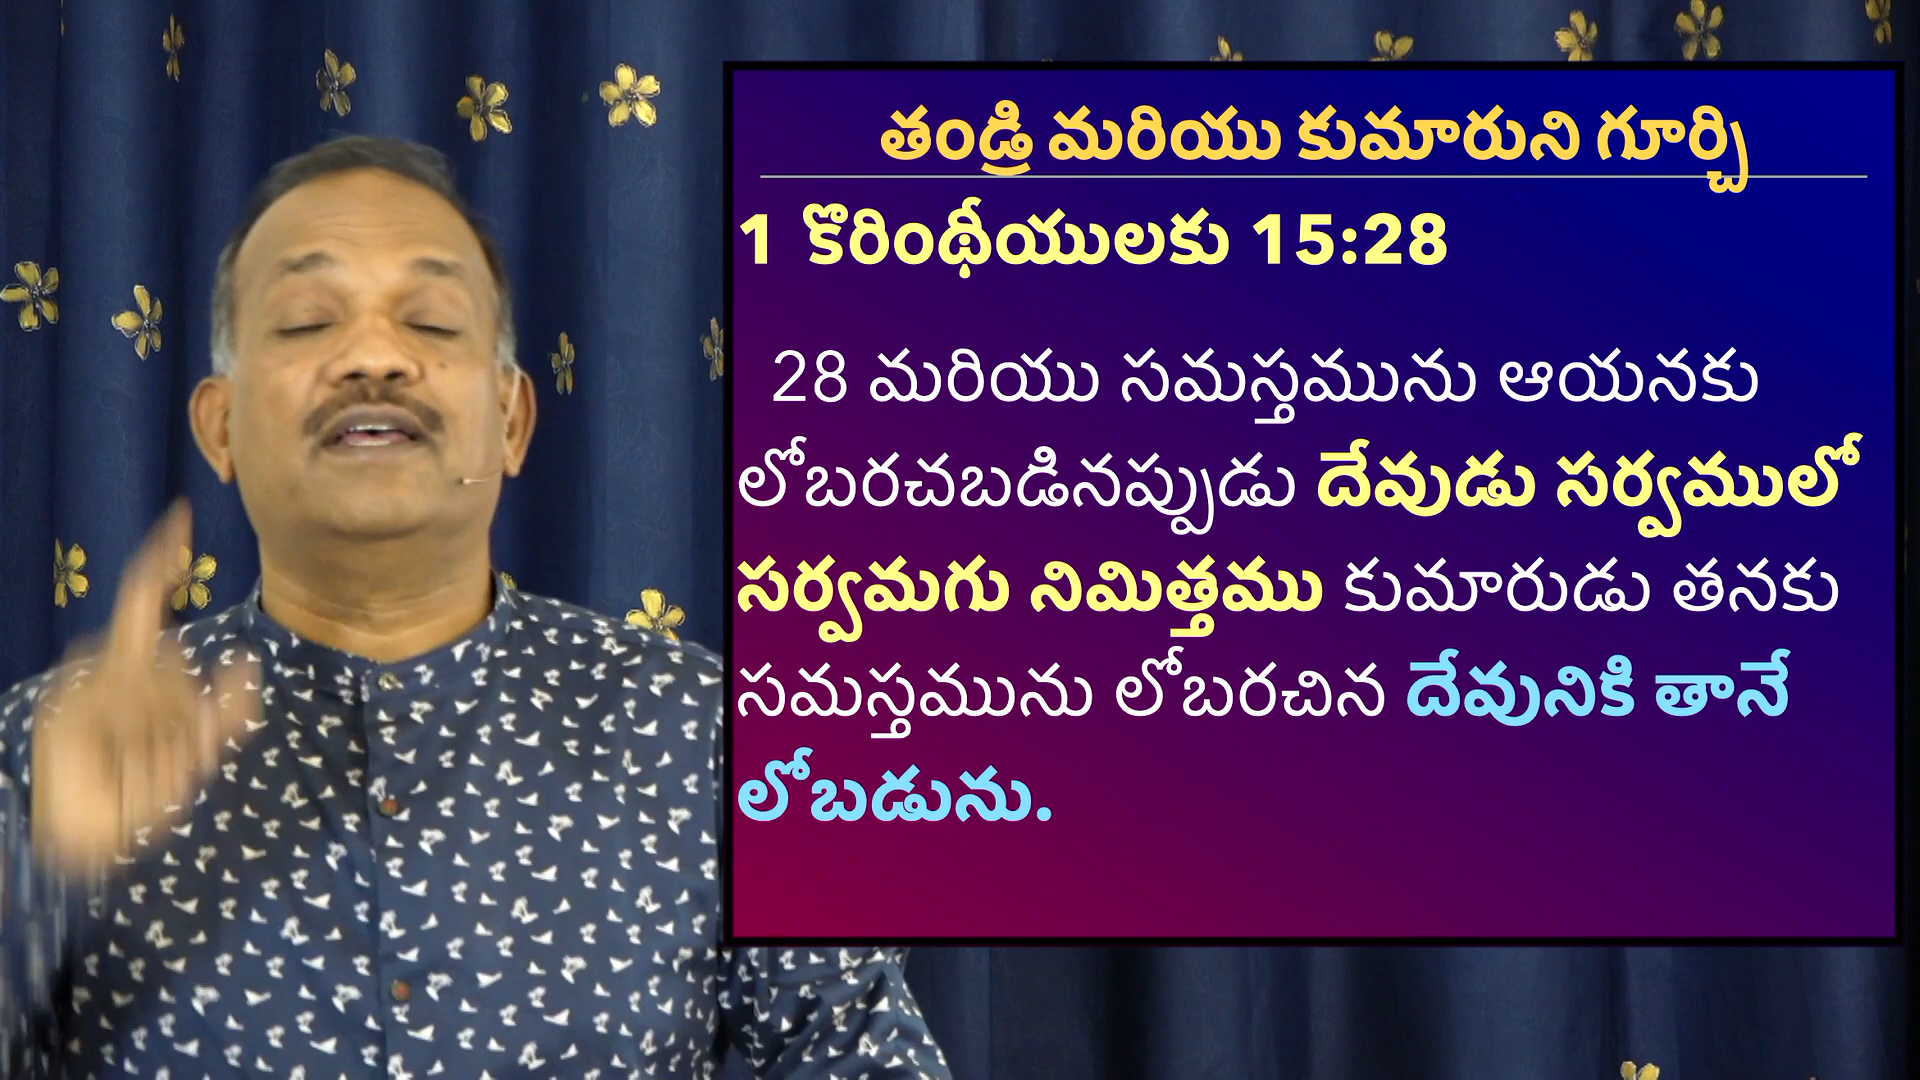 తండ్రి మరియు కుమారుని గూర్చి
1 కొరింథీయులకు 15:28
28 మరియు సమస్తమును ఆయనకు
లోబరచబడినప్పుడు దేవుడు సర్వములో
సర్వమగు నిమిత్తము కుమారుడు తనకు
సమస్తమును లోబరచిన దేవునికి తానే
లోబడును.